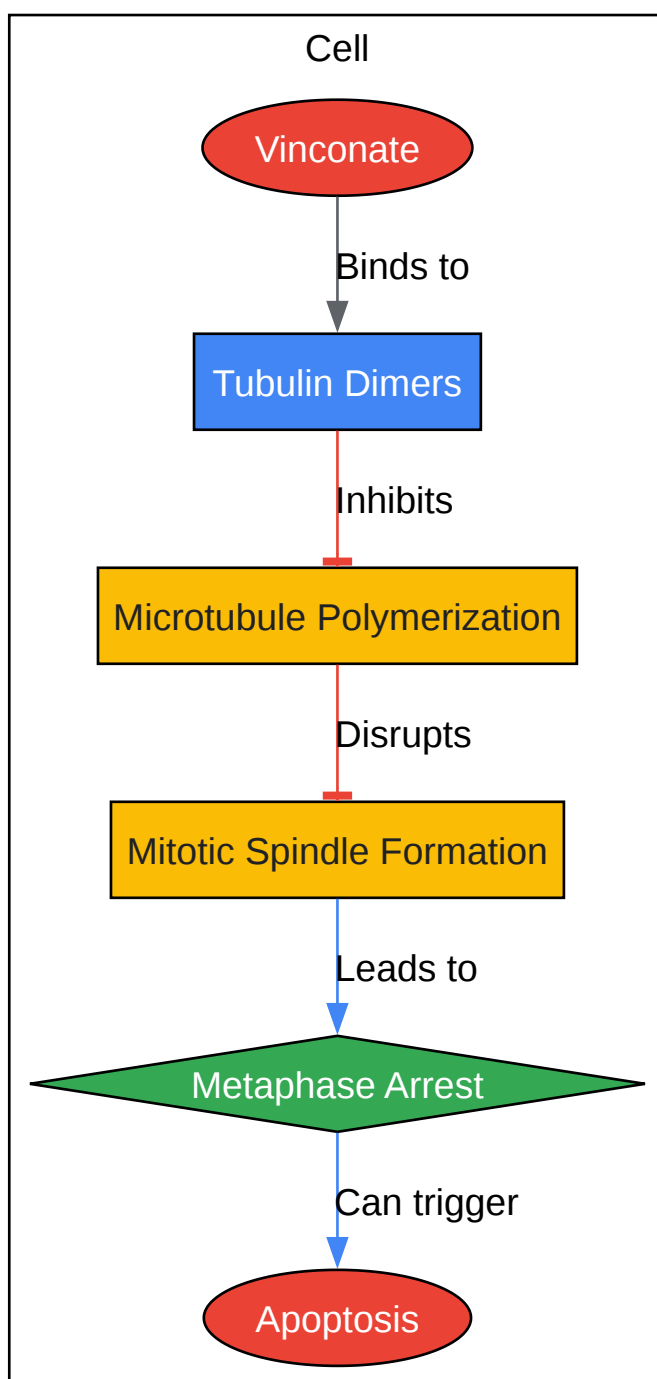 Cell
Vinconate
Binds to
Tubulin Dimers
Inhibits
Microtubule Polymerization
Disrupts
Mitotic Spindle Formation
Leads to
Metaphase Arrest
Can trigger
Apoptosis